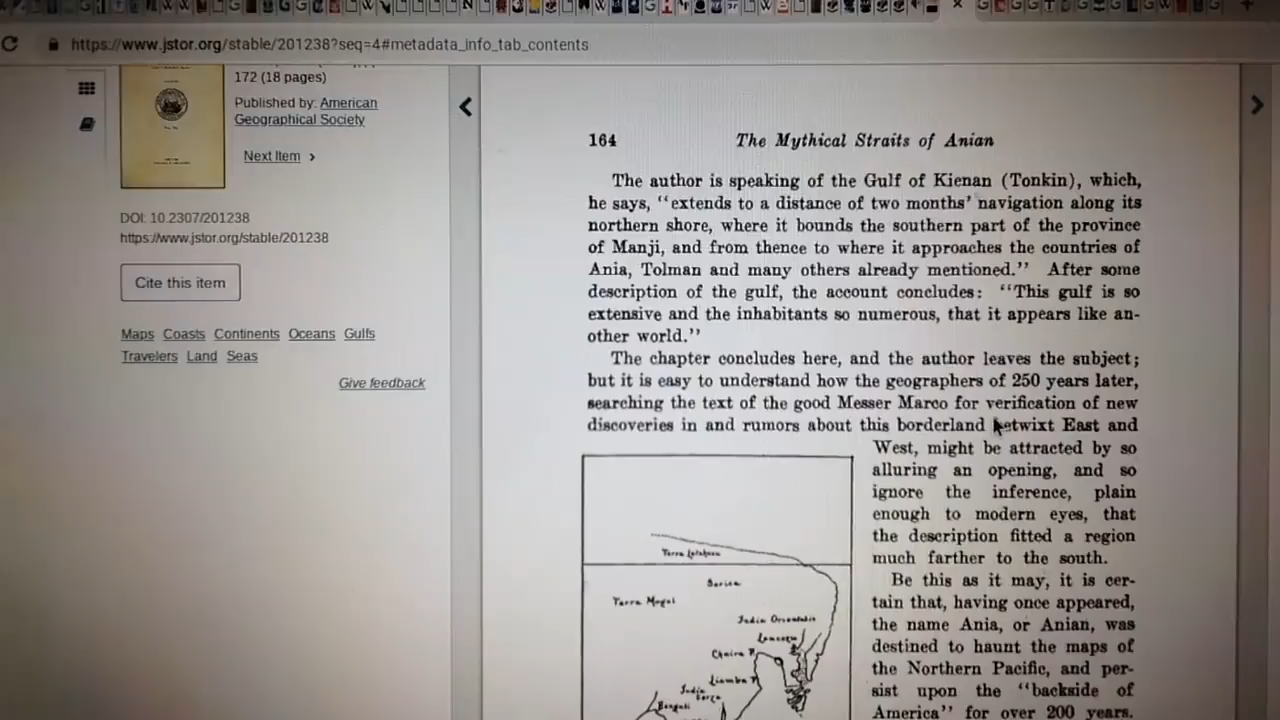 https://www.jstor.org/stable/201238?seq=4#metadata_info_tab_contents
172 (18 pages)
Published by: American
Geographical Society
Next Item
DOI: 10.2307/201238
https://www.jstor.org/stable/201238
Cite this item
Maps Coasts Continents Oceans Gulfs
Travelers Land Seas
Give feedback
164 The Mythical Straits of Anian
The author is speaking of the Gulf of Kienan (Tonkin), which,
he says, "extends to a distance of two months' navigation along its
northern shore, where it bounds the southern part of the province
of Manji, and from thence to where it approaches the countries of
Ania, Tolman and many others already mentioned." After some
description of the gulf, the account concludes: "This gulf is so
extensive and the inhabitants so numerous, that it appears like an-
other world."
The chapter concludes here, and the author leaves the subject;
but it is easy to understand how the geographers of 250 years later,
searching the text of the good Messer Marco for verification of new
discoveries in and rumors about this borderland betwixt East and
West, might be attracted by so
alluring an opening, and so
ignore the inference, plain
enough to modern eyes, that
the description fitted a region
much farther to the south.
Be this as it may, it is cer-
tain that, having once appeared,
the name Ania, or Anian, was
destined to haunt the maps of
the Northern Pacific, and per-
sist upon the "backside of
America" for over 200 years.
Terra
Terra Mogul
India Orientalis
India
Bengali